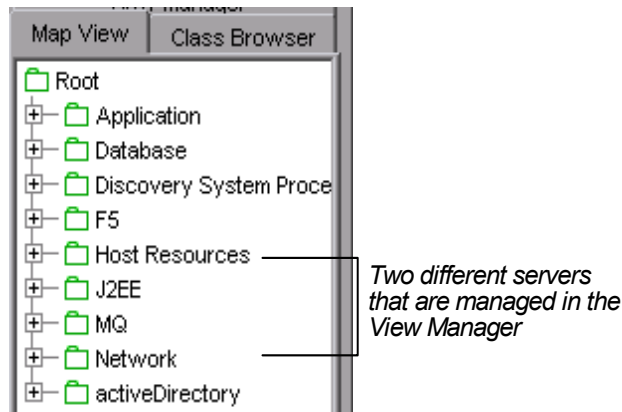 Manager
Map View
Class Browser
Root
Application
Database
Discovery System Proce
F5
Host Resources
J2EE
MQ
Network
activeDirectory
Two different servers
that are managed in the
View Manager